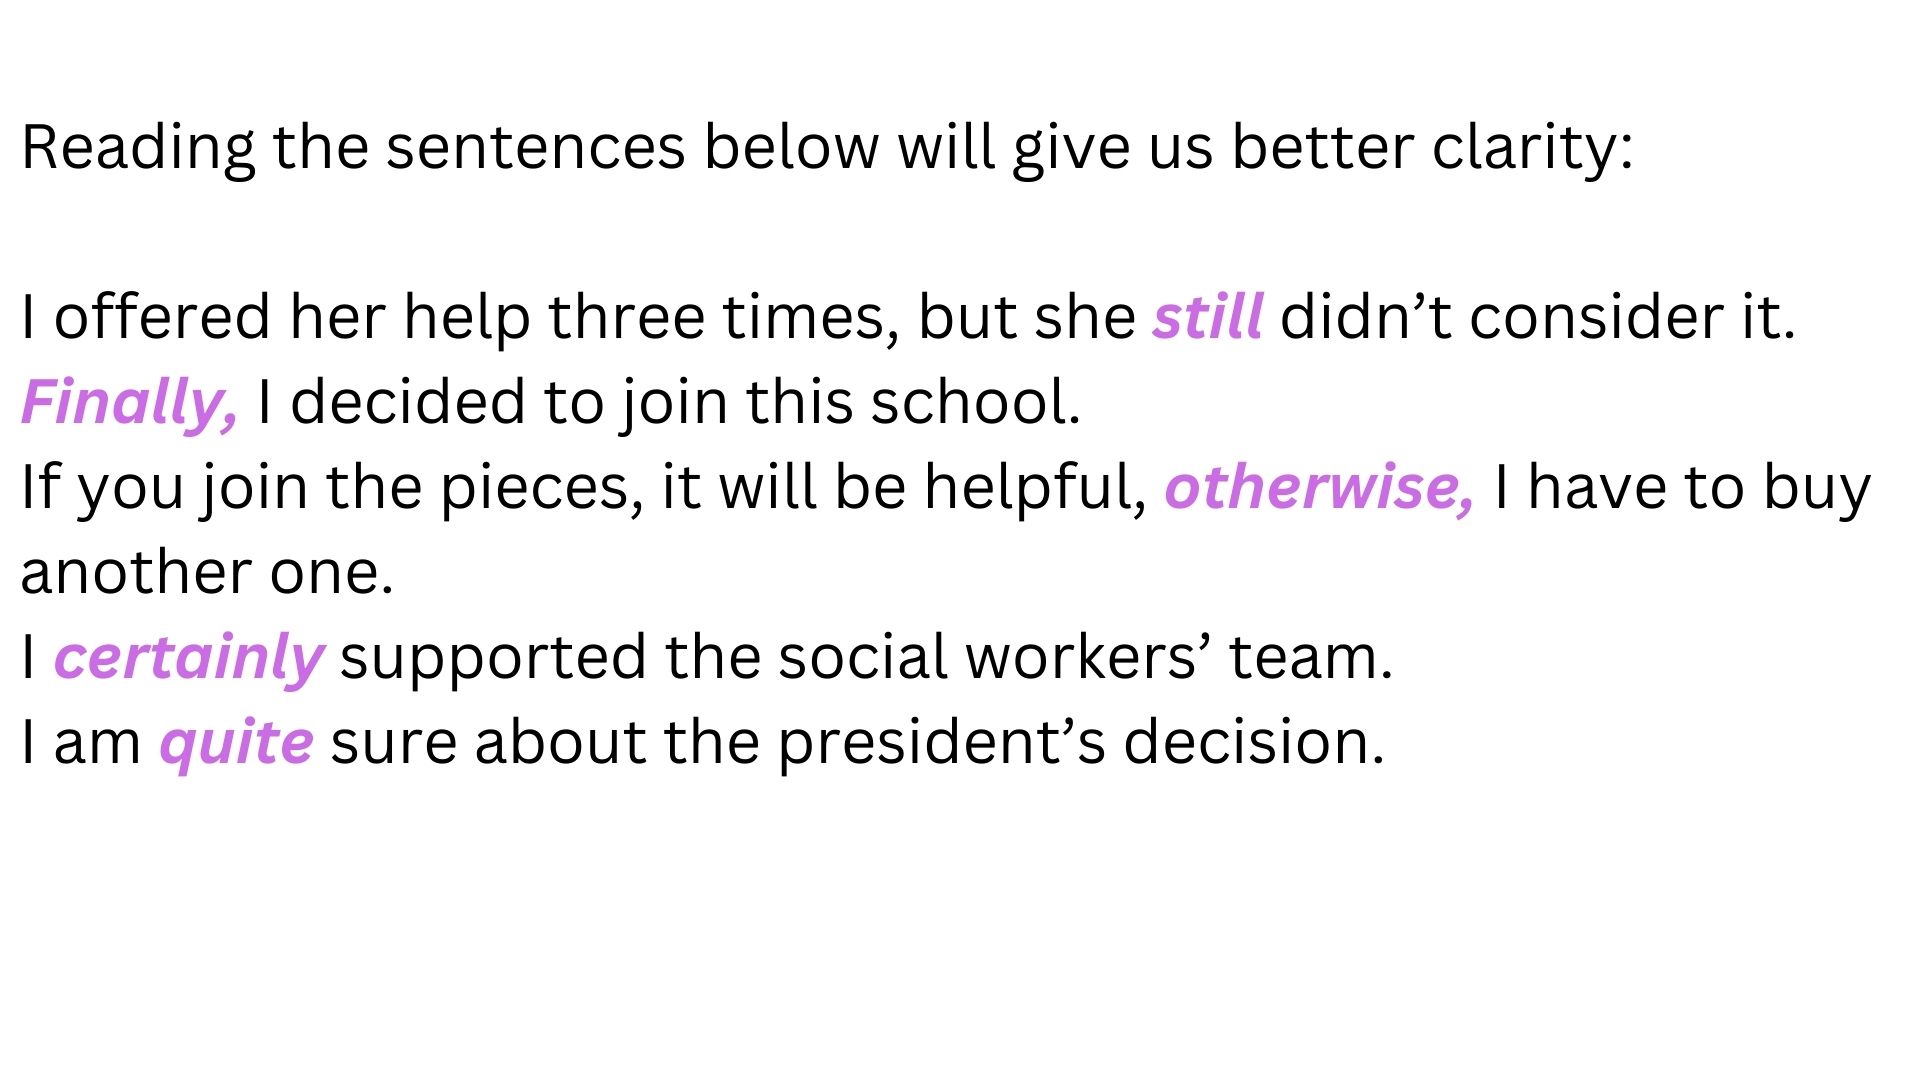 Reading the sentences below will give us better clarity:
I offered her help three times, but she still didn’t consider it.
Finally, I decided to join this school.
If you join the pieces, it will be helpful, otherwise, I have to buy
another one.
I certainly supported the social workers’ team.
I am quite sure about the president’s decision.